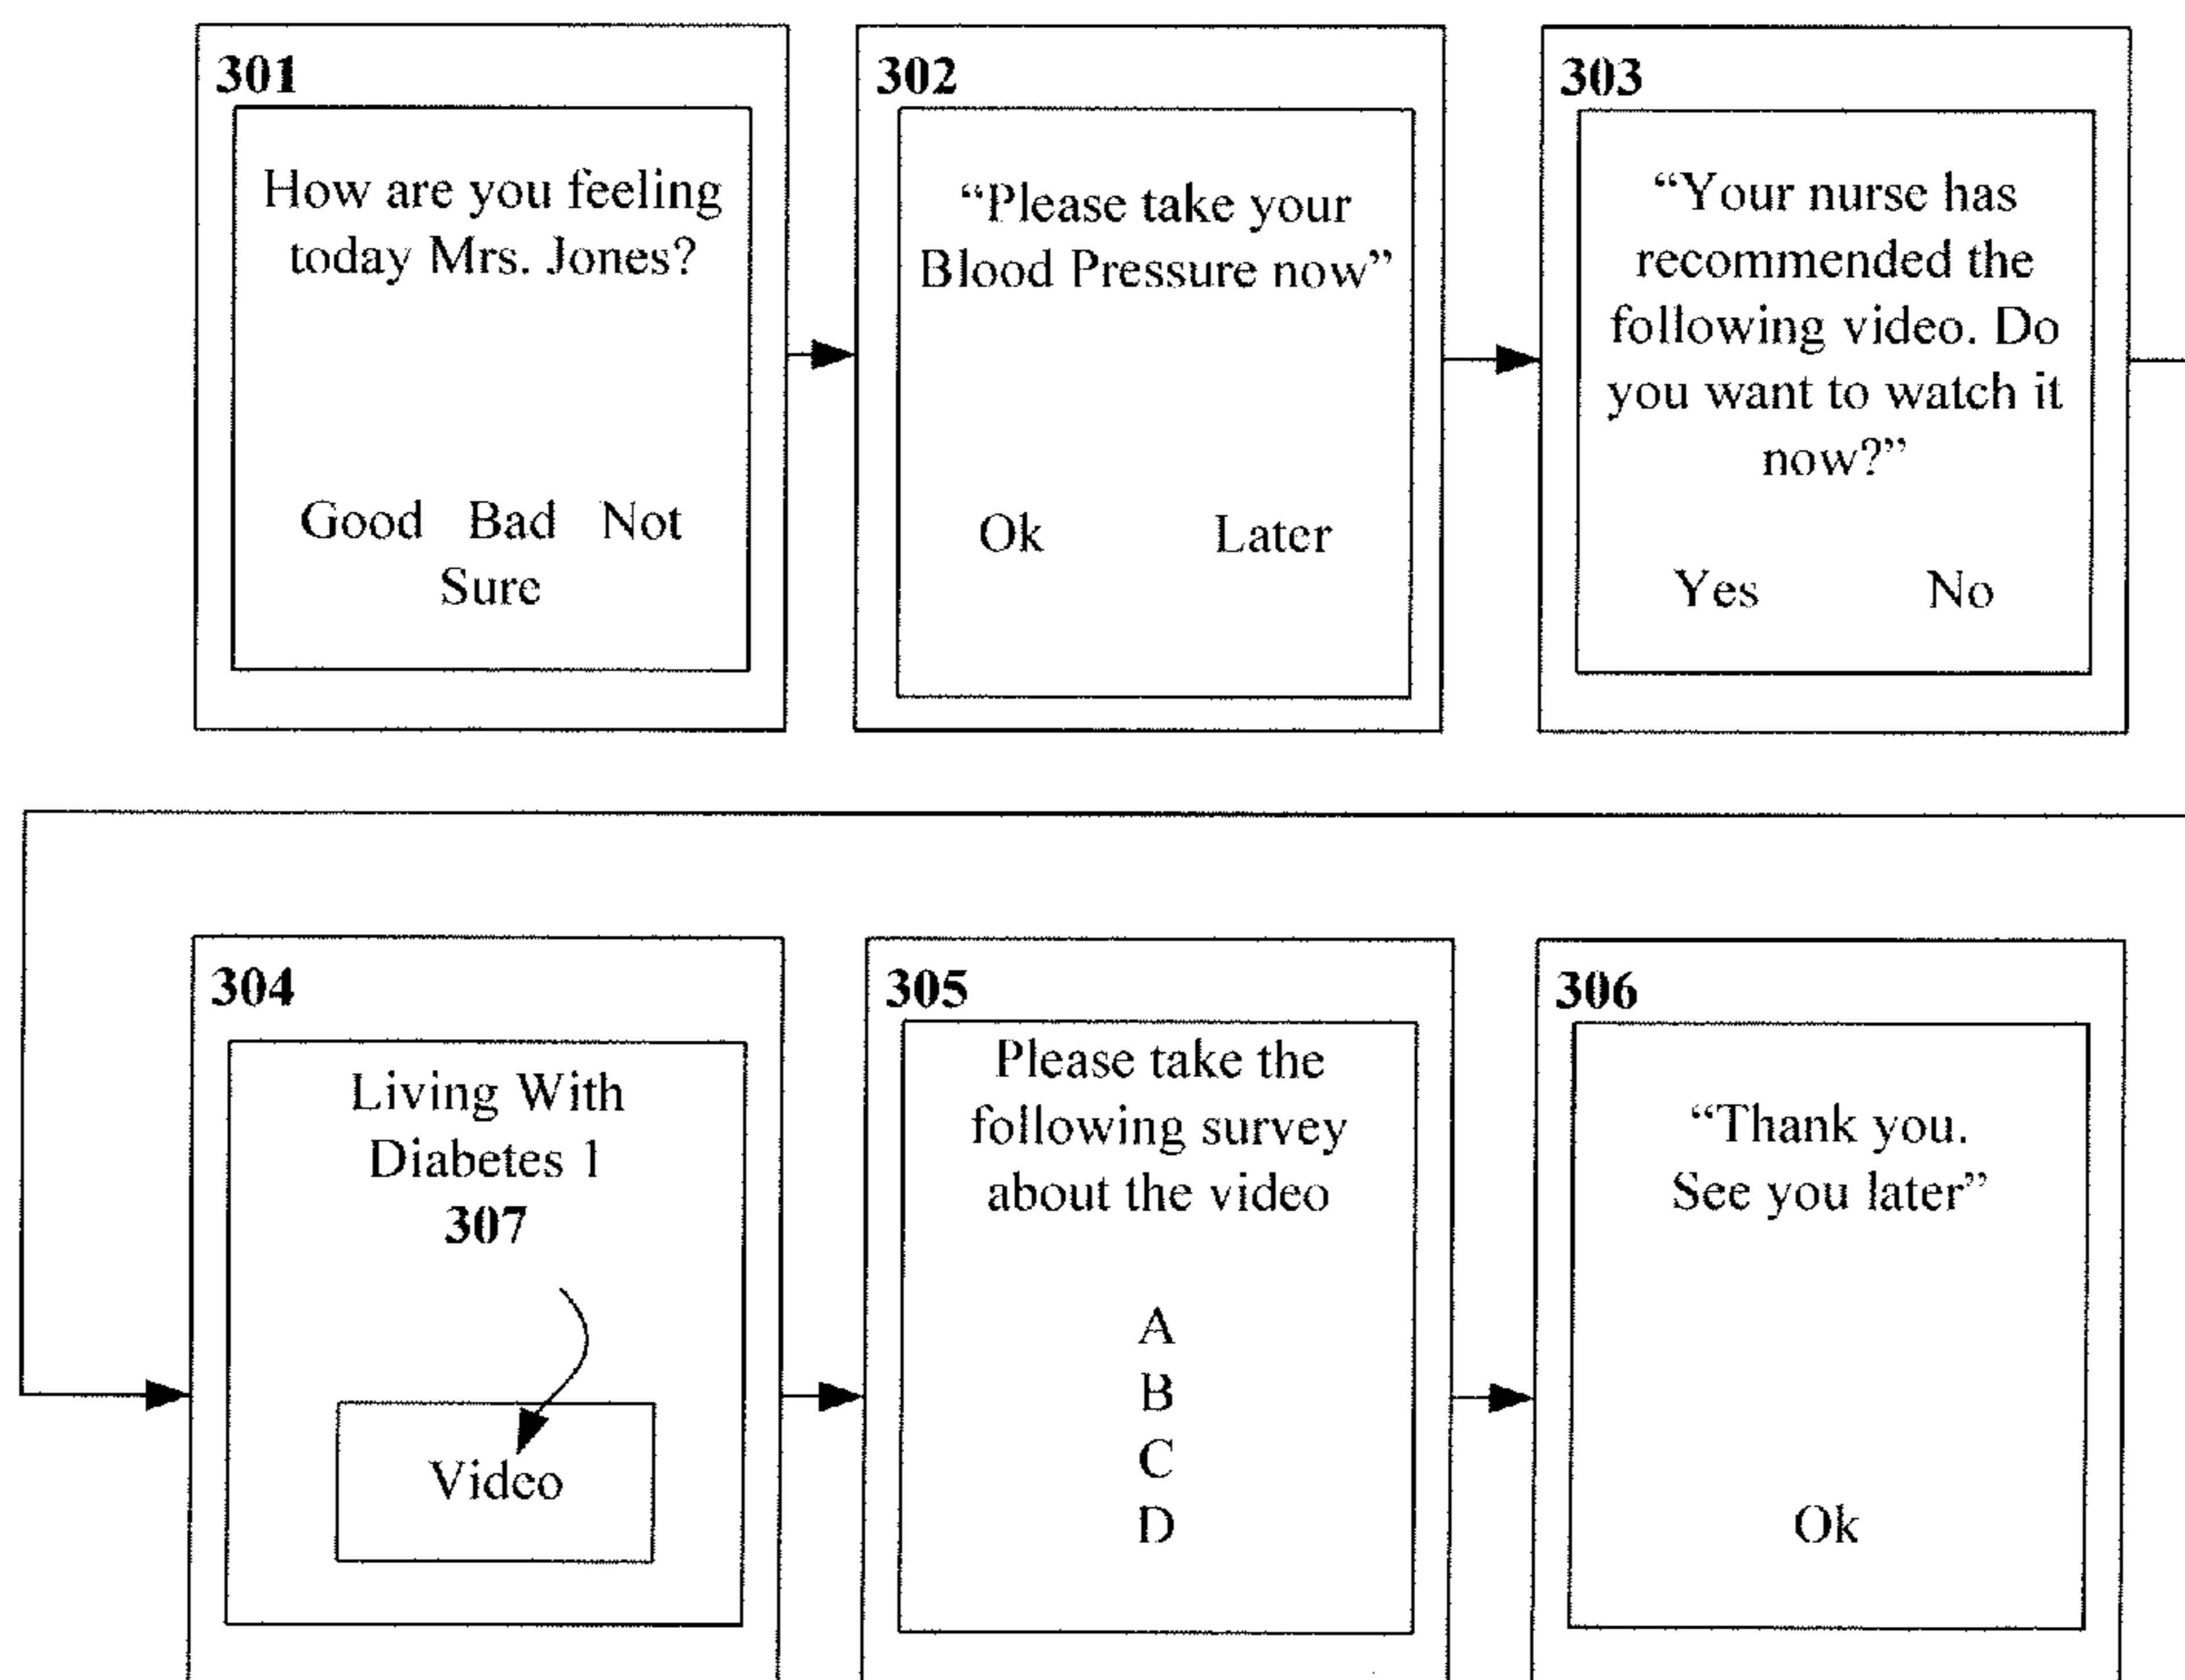 301
How are you feeling
today Mrs. Jones?
Good Bad Not
Sure
302
“Please take your
Blood Pressure now”
Ok Later
303
“Your nurse has
recommended the
following video. Do
you want to watch it
now?”
Yes No
304
Living With
Diabetes 1
307
Video
305
Please take the
following survey
about the video
A
B
C
D
306
“Thank you.
See you later”
Ok